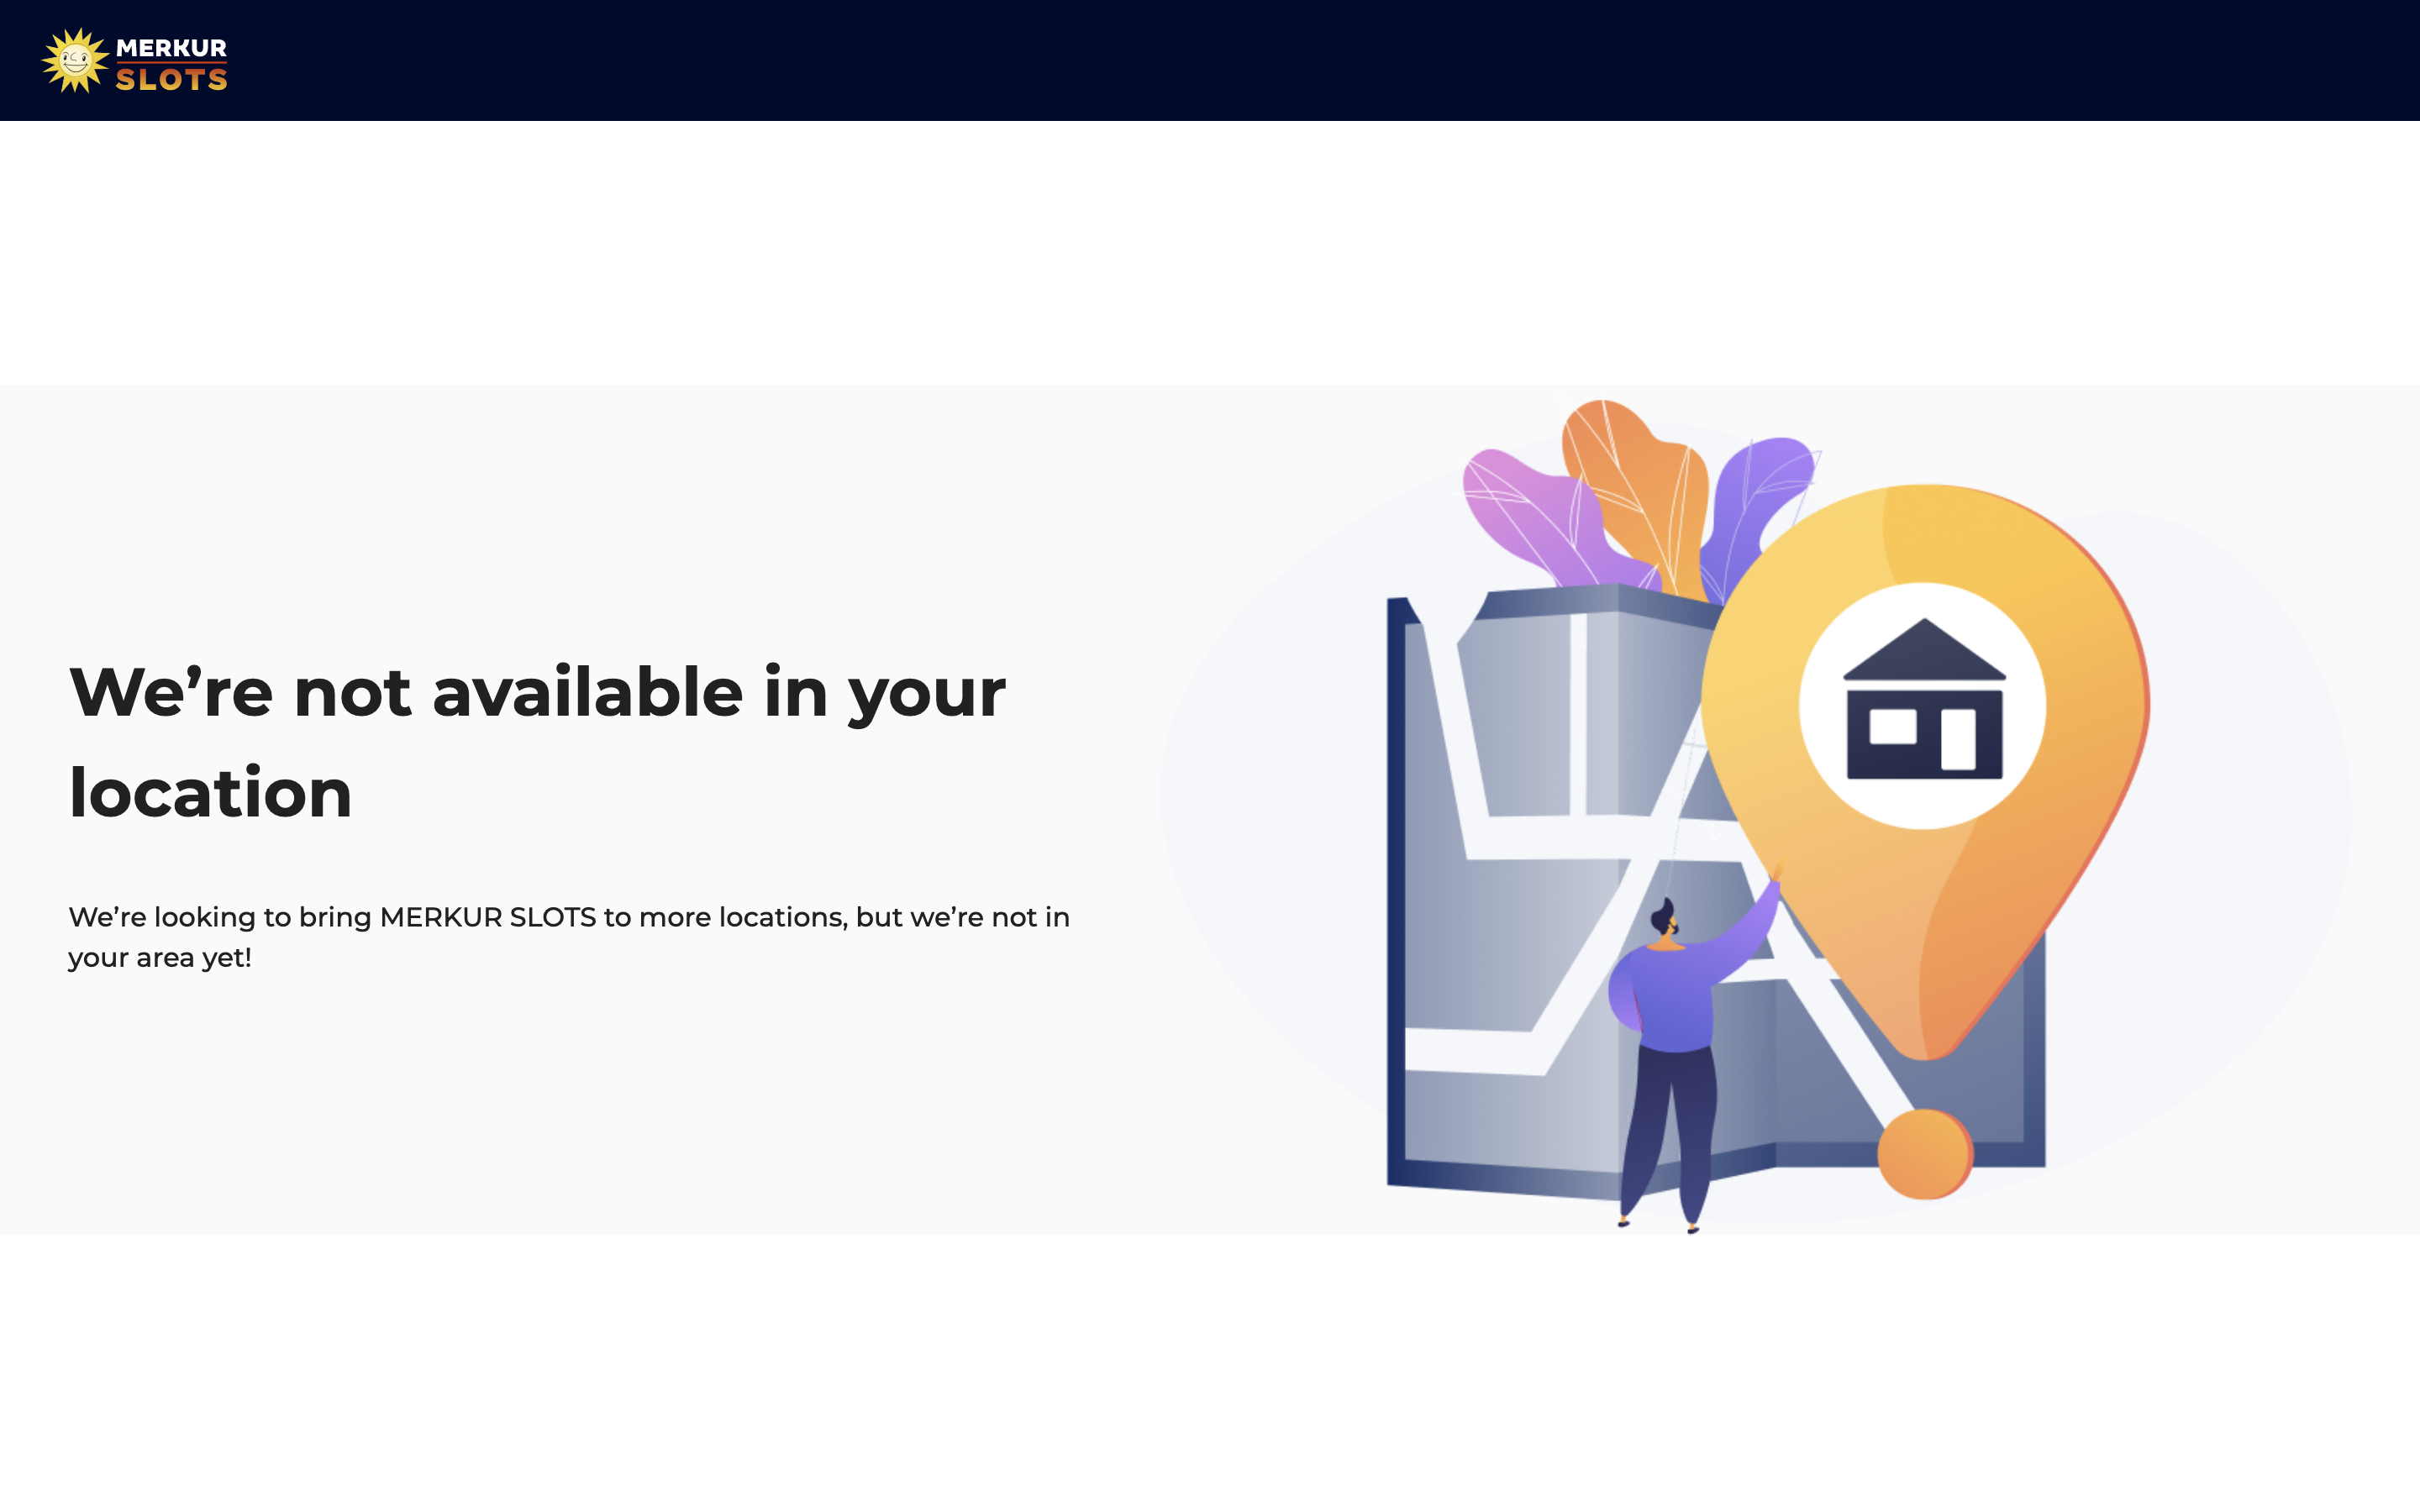 MERKUR
SLOTS
We’re not available in your
location
We’re looking to bring MERKUR SLOTS to more locations, but we’re not in
your area yet!